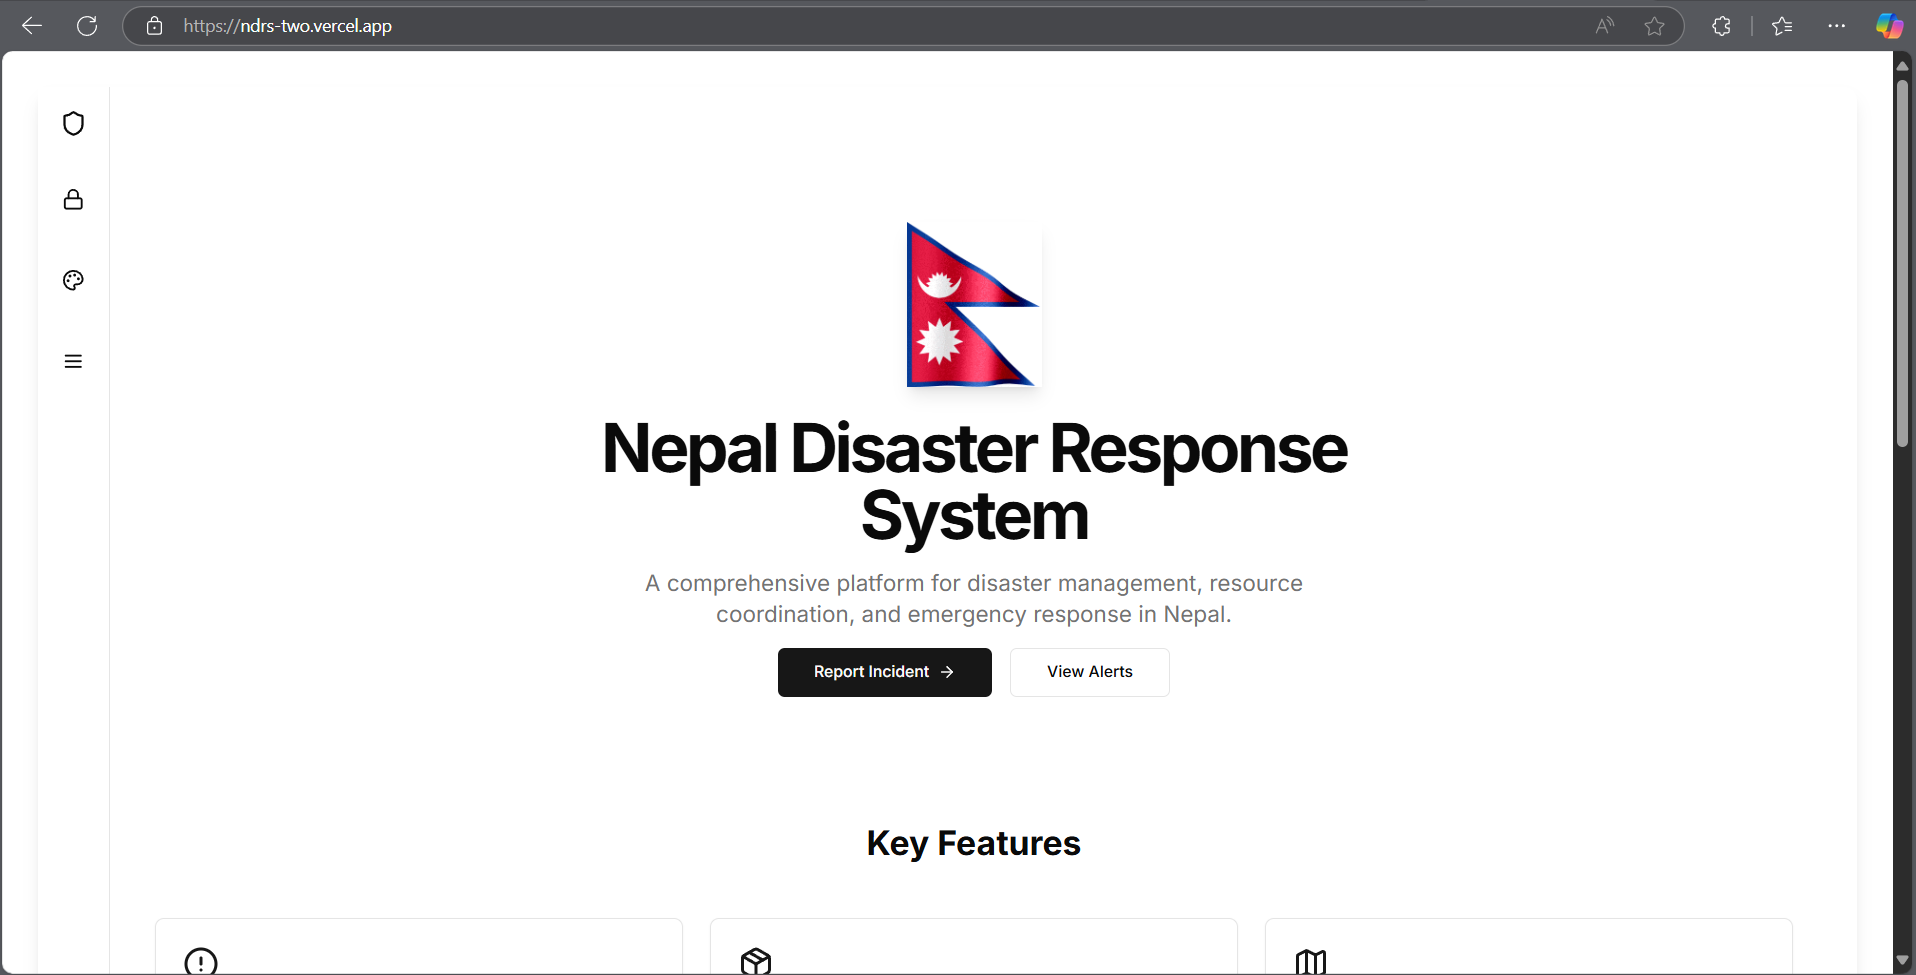 https://ndrs-two.vercel.app
Nepal Disaster Response
System
A comprehensive platform for disaster management, resource
coordination, and emergency response in Nepal.
Report Incident →
View Alerts
Key Features